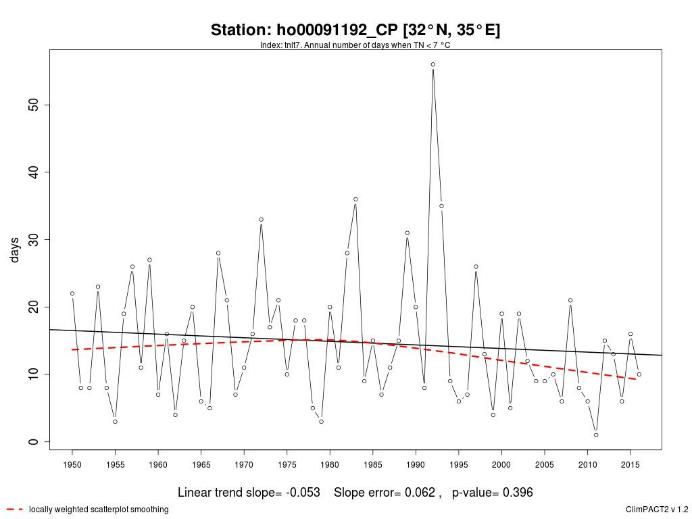 Station: ho00091192_CP [32°N, 35°E]
Index: tnlt7. Annual number of days when TN < 7 °C
50
40
30
20
10
0
days
1950 1955 1960 1965 1970 1975 1980 1985 1990 1995 2000 2005 2010 2015
Linear trend slope= -0.053 Slope error= 0.062 , p-value= 0.396
locally weighted scatterplot smoothing
ClimPACT2 v 1.2